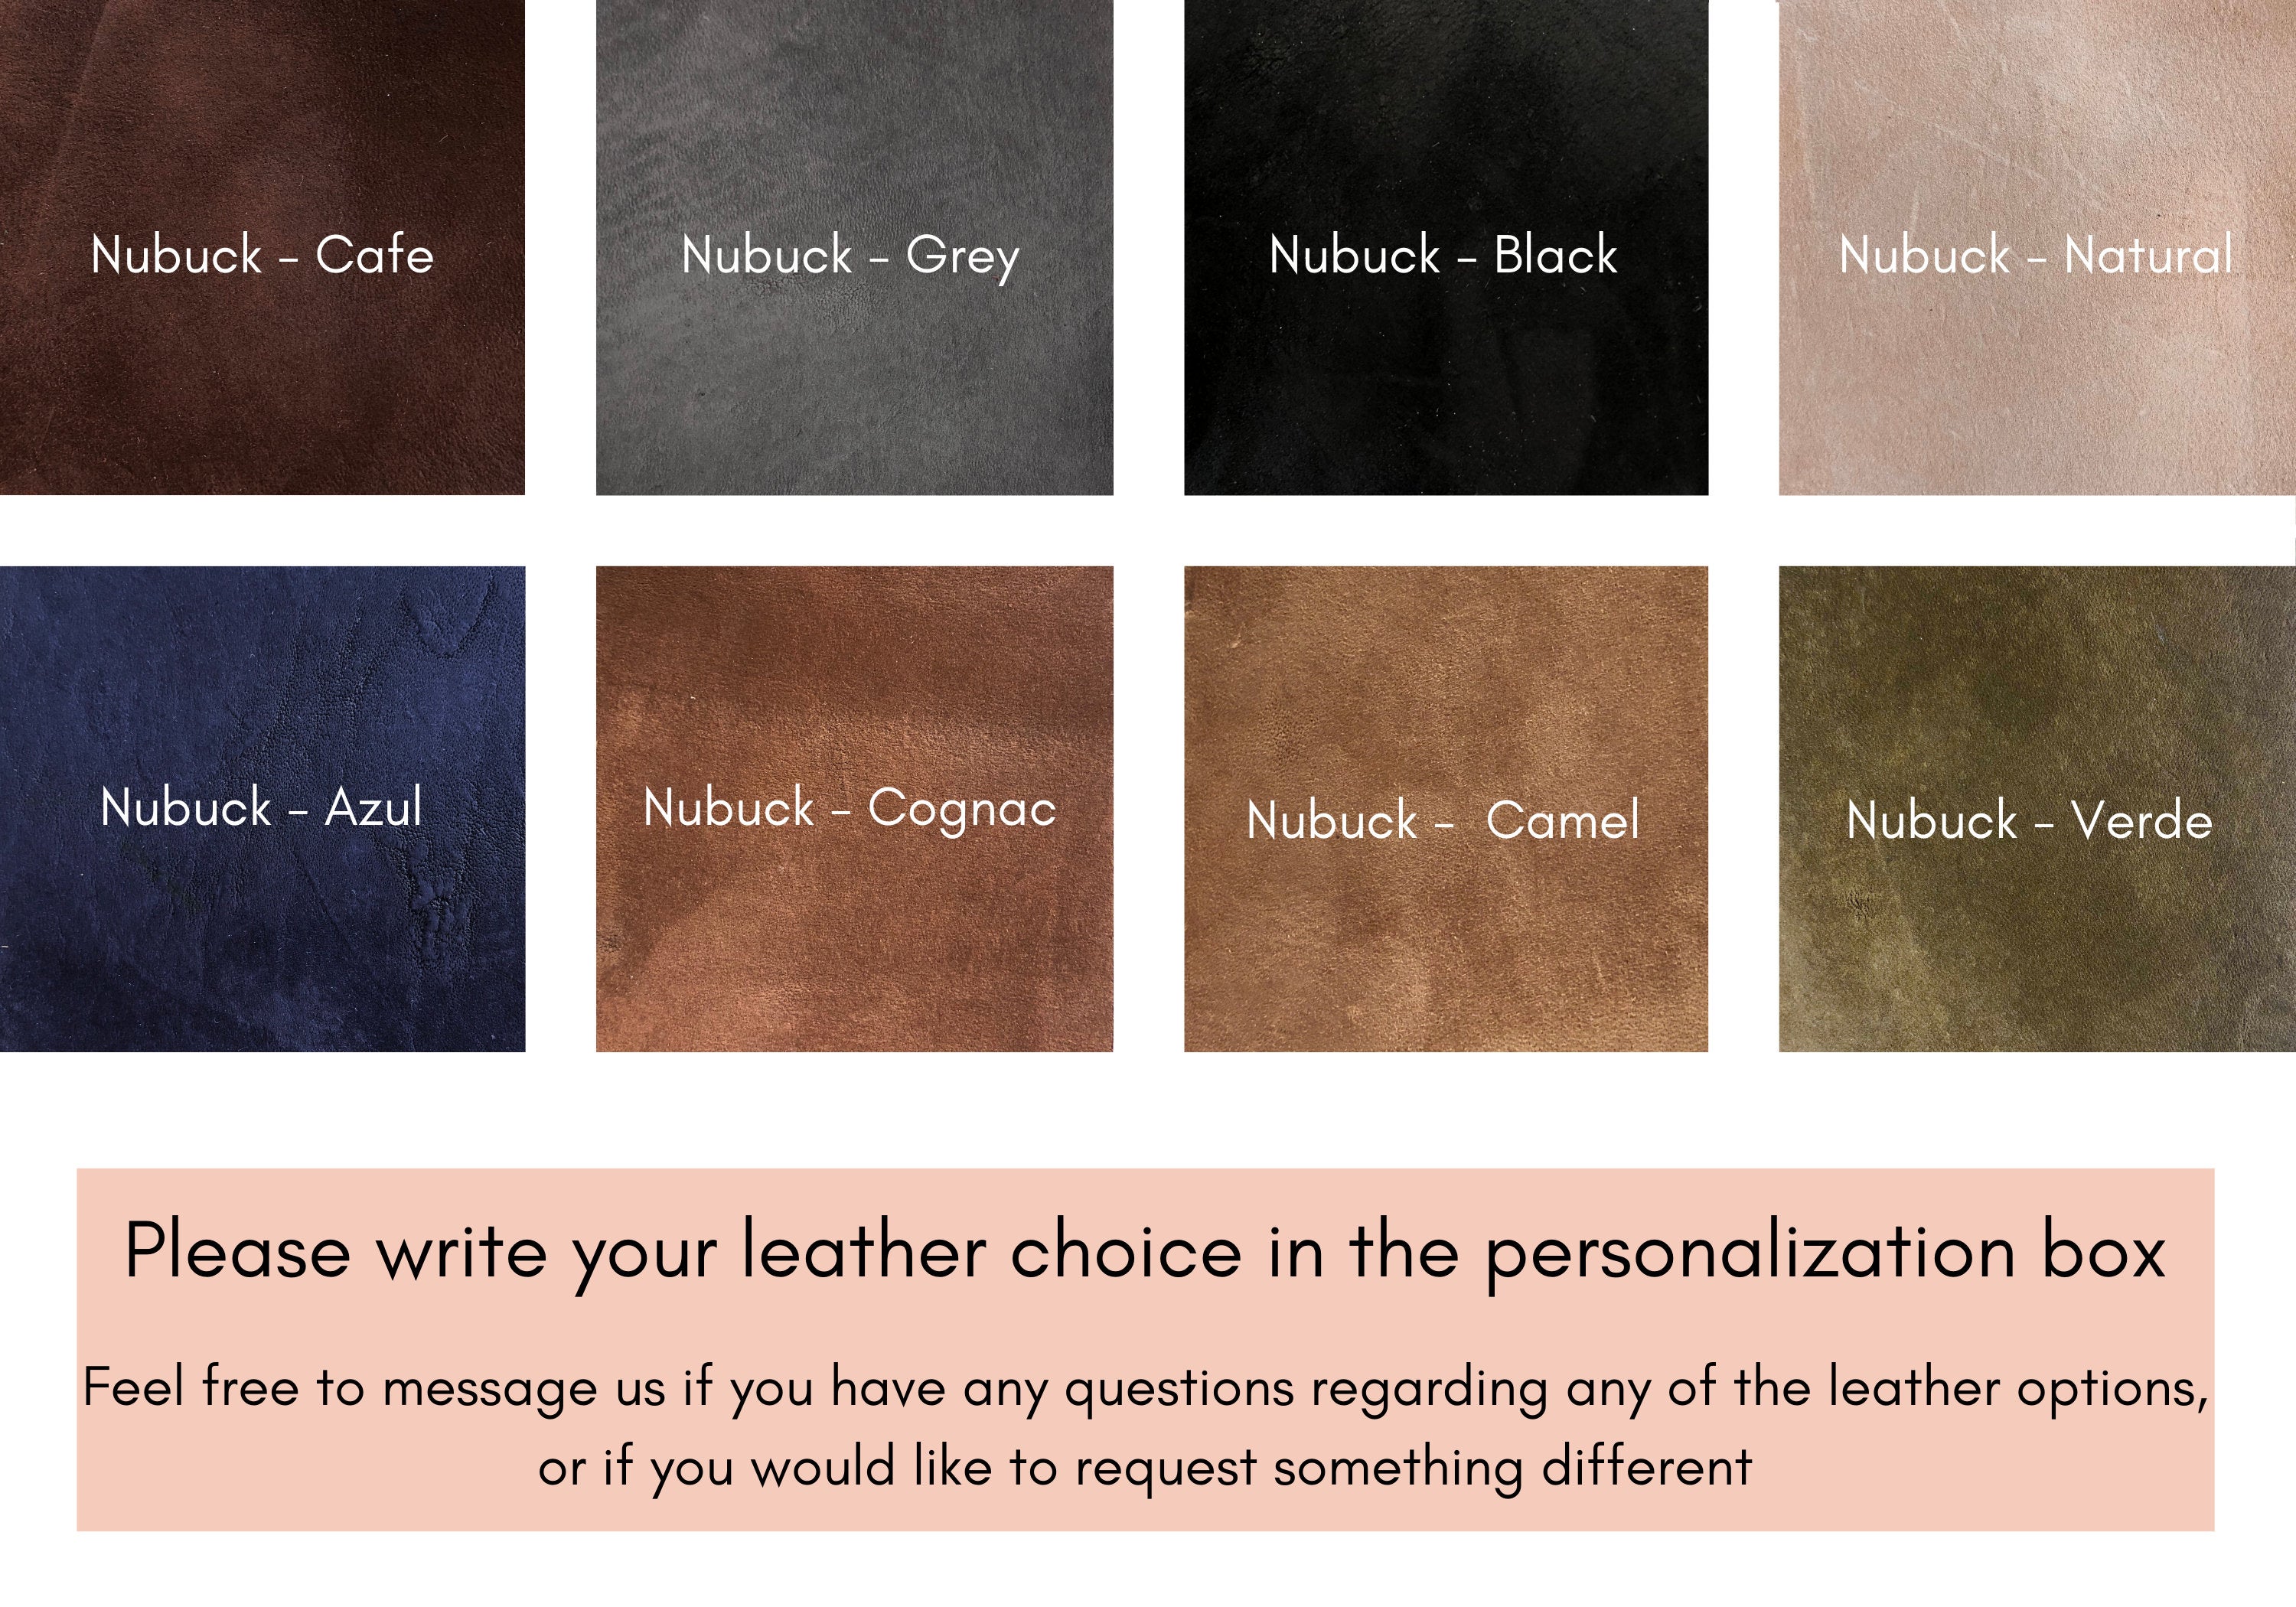 Nubuck - Cafe
Nubuck - Grey
Nubuck - Black
Nubuck - Natural
Nubuck - Azul
Nubuck - Cognac
Nubuck -  Camel
Nubuck - Verde
Please write your leather choice in the personalization box
Feel free to message us if you have any questions regarding any of the leather options,
or if you would like to request something different